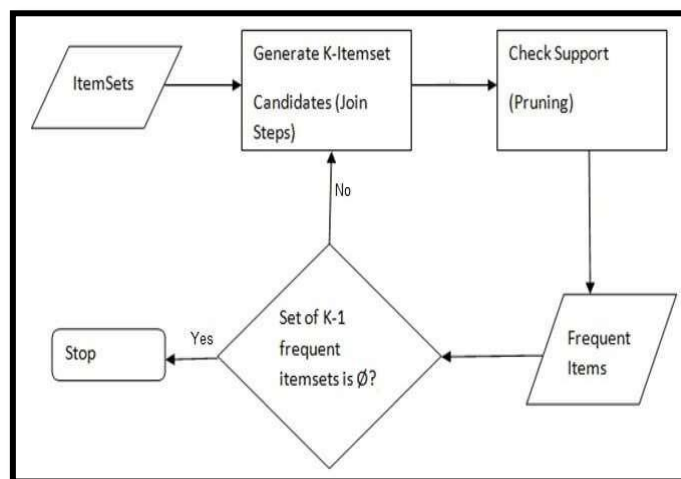 ItemSets
Generate K-Itemset
Candidates (Join
Steps)
Check Support
(Pruning)
No
Set of K-1
frequent
itemsets is Ø?
Yes
Stop
Frequent
Items